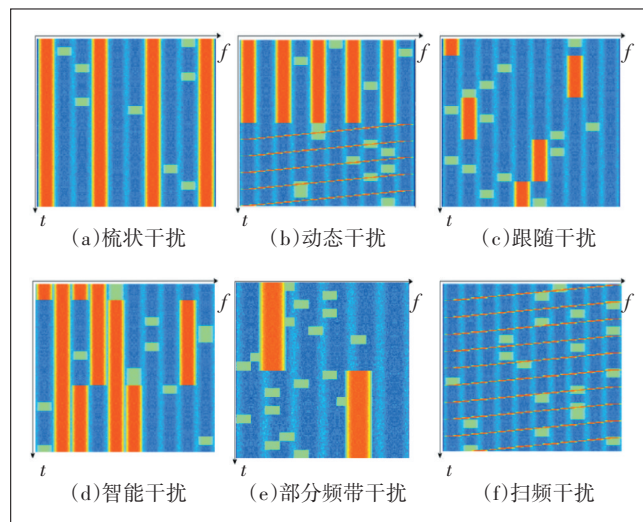 f f f
t t t
(a)梳状干扰 (b)动态干扰 (c)跟随干扰
f f f
t t t
(d)智能干扰 (e)部分频带干扰 (f)扫频干扰